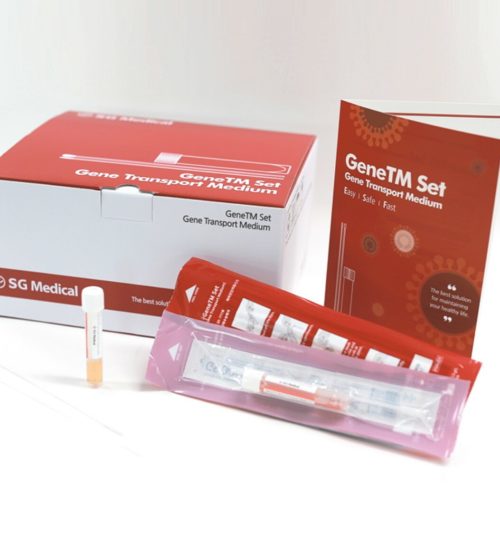 SG Medical
GeneTM Set
Gene Transport Medium
GeneTM Set
Gene Transport Medium
SG Medical
The best solution
GeneTM Set
Gene Transport Medium
Easy | Safe | Fast
“
The best solution
for maintaining
your healthy life.
”
GeneTM Set